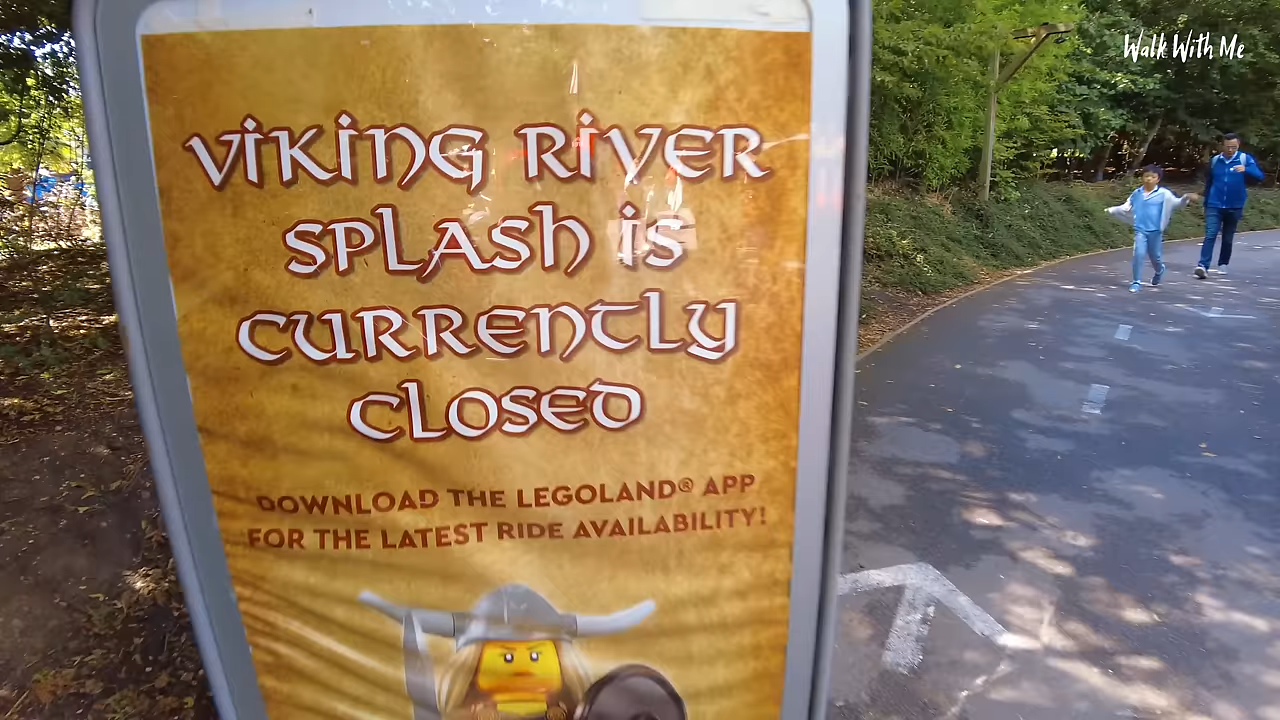 Walk With Me
VIKING RIVER
SPLASH IS
CURRENTLY
CLOSED
DOWNLOAD THE LEGOLAND® APP
FOR THE LATEST RIDE AVAILABILITY!